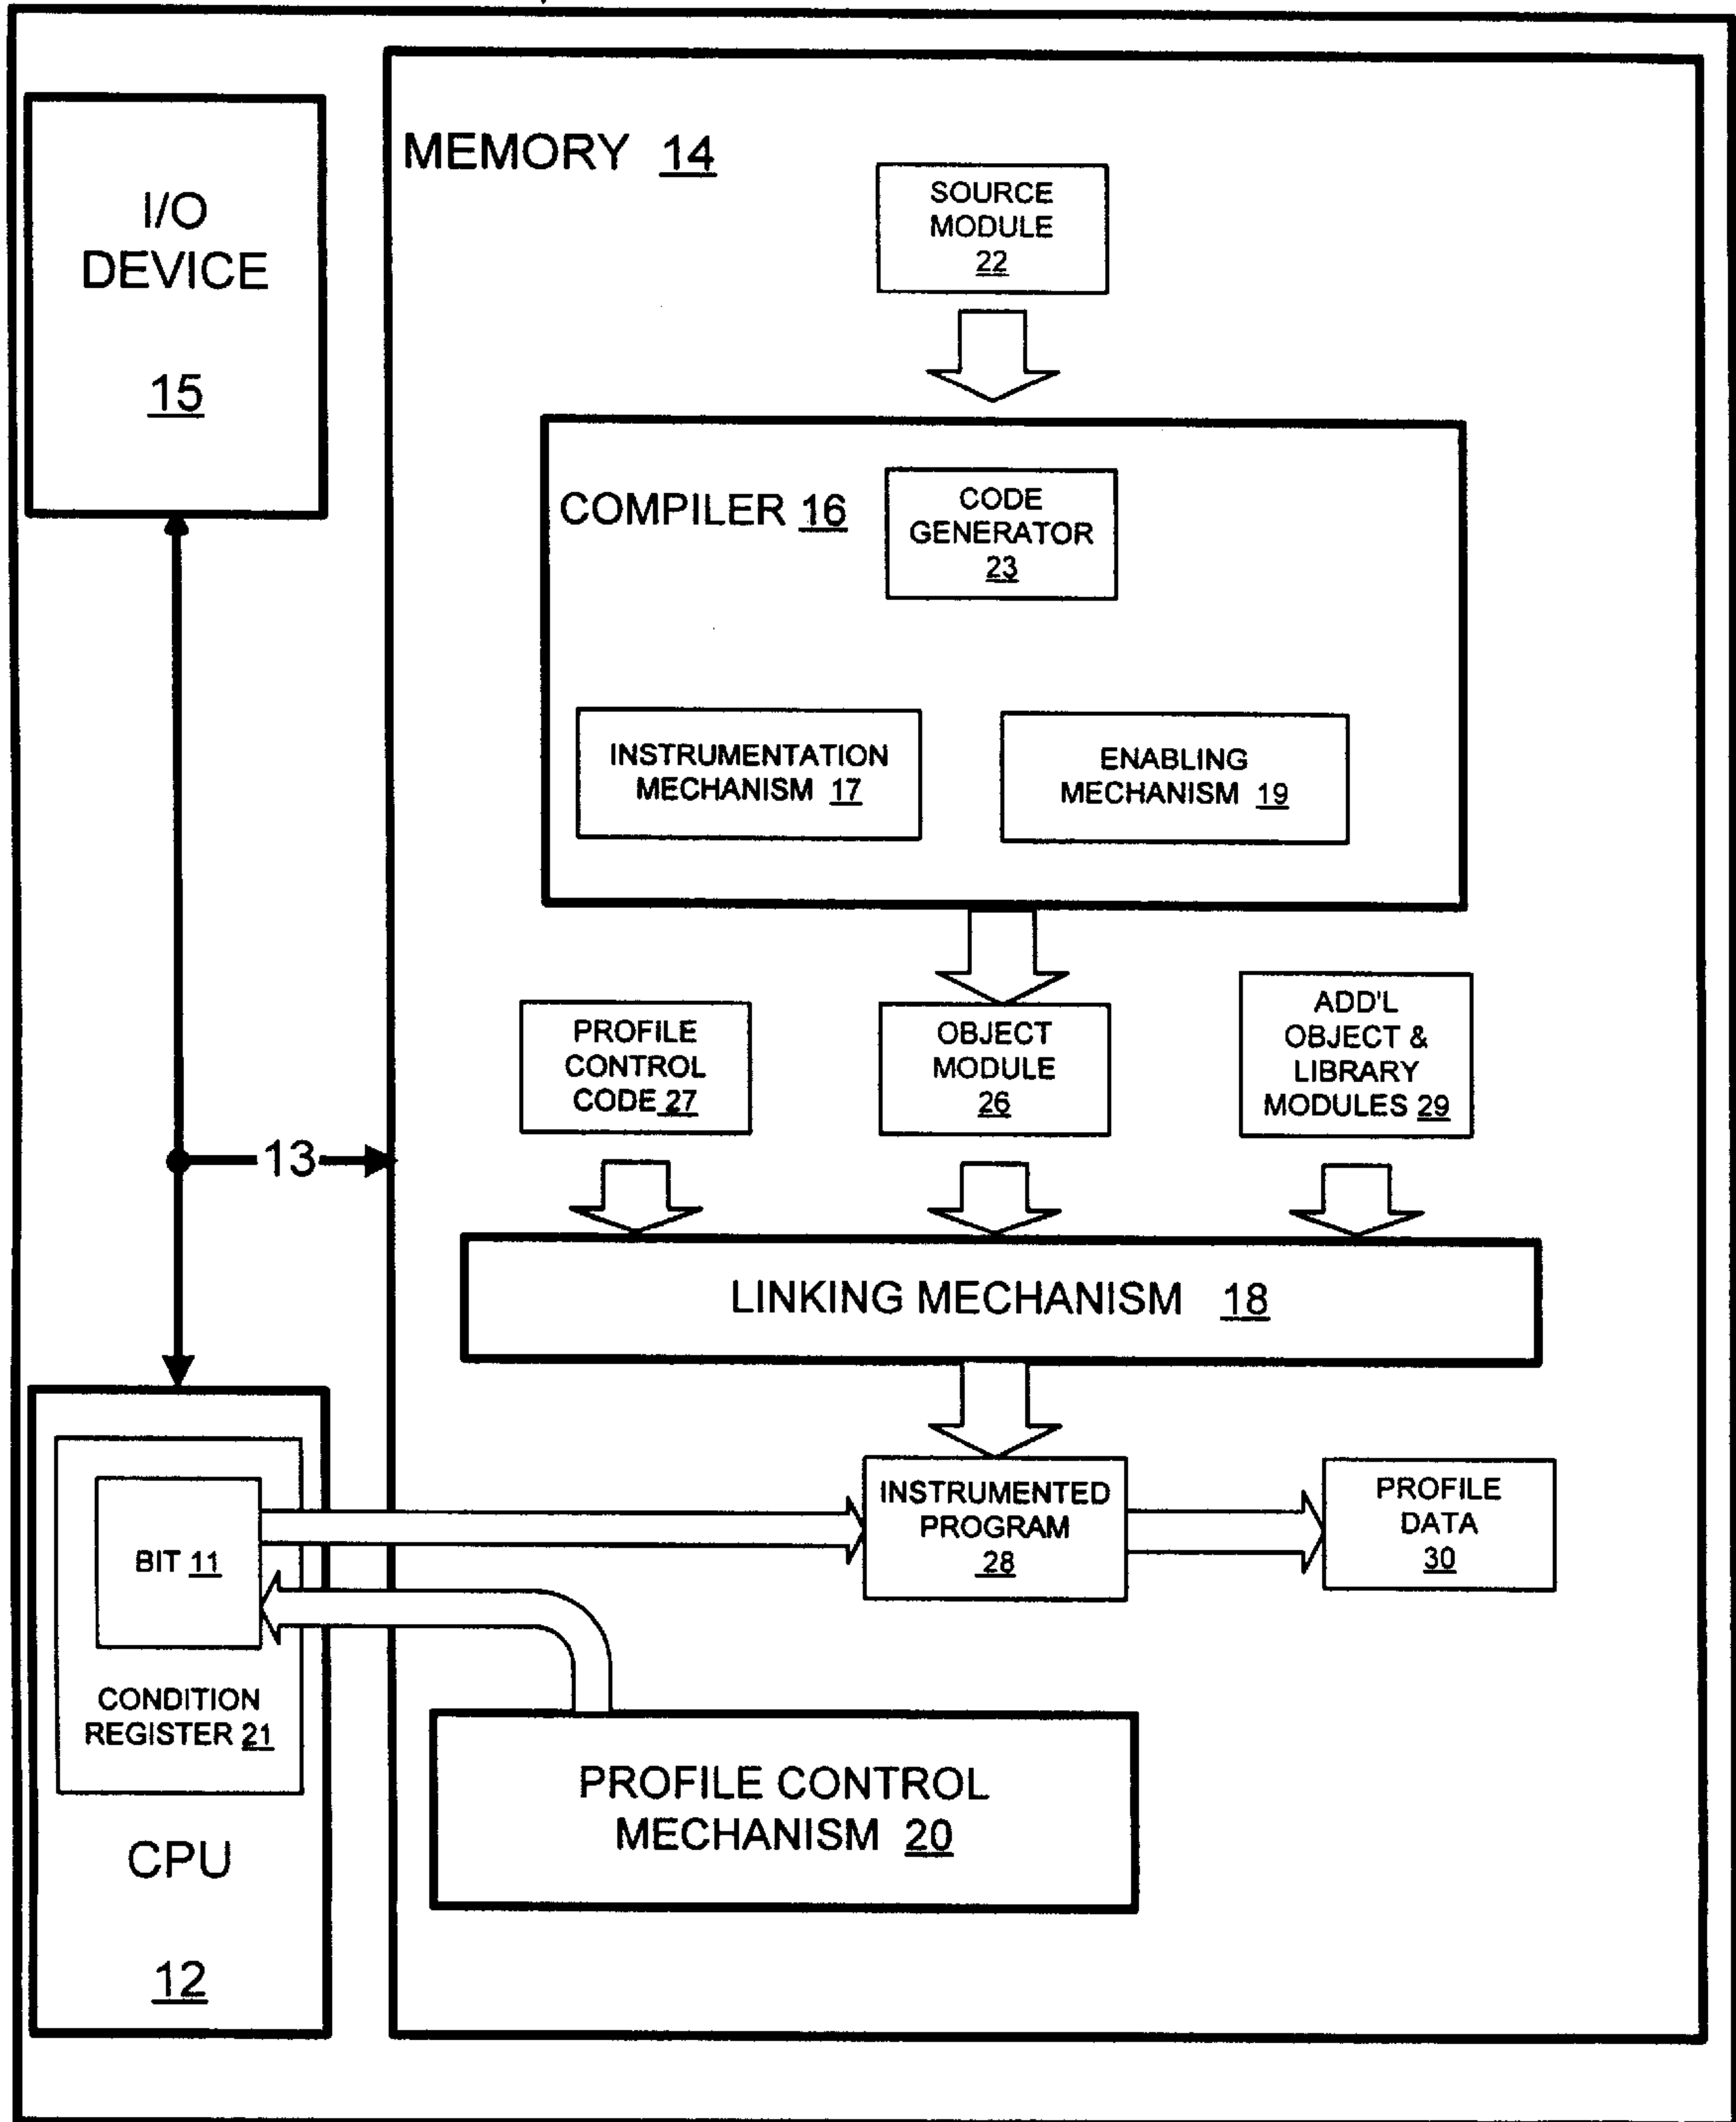 I/O
DEVICE
15
MEMORY 14
SOURCE
MODULE
22
COMPILER 16
CODE
GENERATOR
23
INSTRUMENTATION
MECHANISM 17
ENABLING
MECHANISM 19
PROFILE
CONTROL
CODE 27
OBJECT
MODULE
26
ADD'L
OBJECT &
LIBRARY
MODULES 29
13
LINKING MECHANISM 18
BIT 11
CONDITION
REGISTER 21
CPU
12
INSTRUMENTED
PROGRAM
28
PROFILE
DATA
30
PROFILE CONTROL
MECHANISM 20